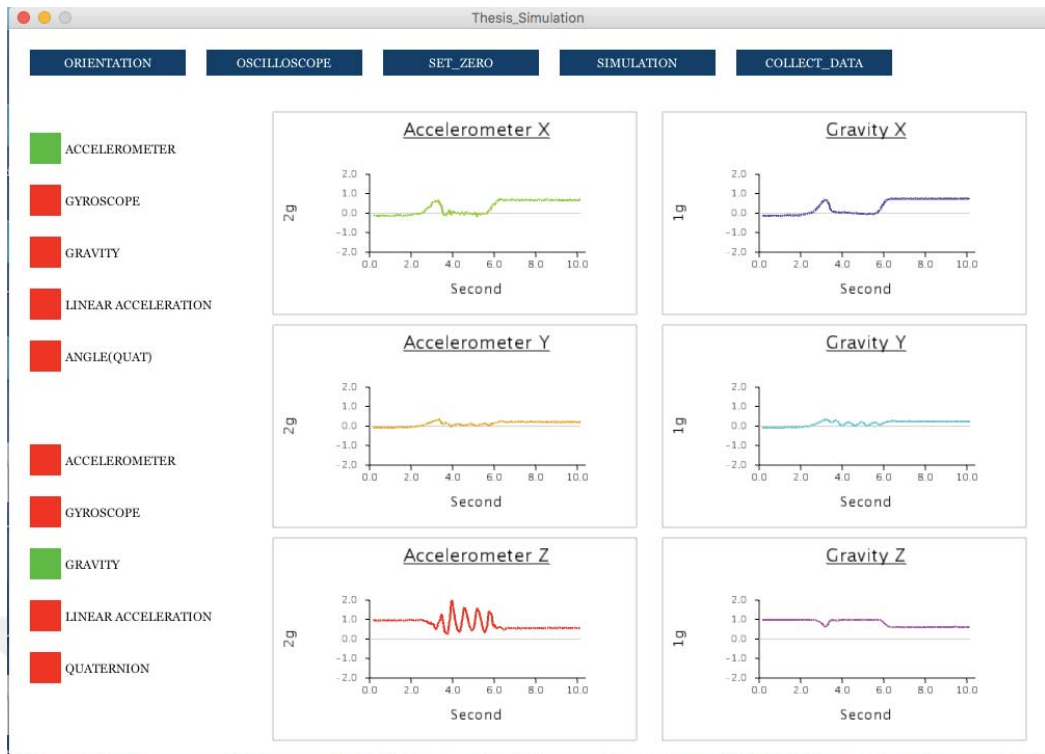 Thesis_Simulation
ORIENTATION OSCILLOSCOPE SET_ZERO SIMULATION COLLECT_DATA
ACCELEROMETER
GYROSCOPE
GRAVITY
LINEAR ACCELERATION
ANGLE(QUAT)
ACCELEROMETER
GYROSCOPE
GRAVITY
LINEAR ACCELERATION
QUATERNION
Accelerometer X
2g
2.0
1.0
0.0
-1.0
-2.0
0.0 2.0 4.0 6.0 8.0 10.0
Second
Gravity X
1g
2.0
1.0
0.0
-1.0
-2.0
0.0 2.0 4.0 6.0 8.0 10.0
Second
Accelerometer Y
2g
2.0
1.0
0.0
-1.0
-2.0
0.0 2.0 4.0 6.0 8.0 10.0
Second
Gravity Y
1g
2.0
1.0
0.0
-1.0
-2.0
0.0 2.0 4.0 6.0 8.0 10.0
Second
Accelerometer Z
2g
2.0
1.0
0.0
-1.0
-2.0
0.0 2.0 4.0 6.0 8.0 10.0
Second
Gravity Z
1g
2.0
1.0
0.0
-1.0
-2.0
0.0 2.0 4.0 6.0 8.0 10.0
Second